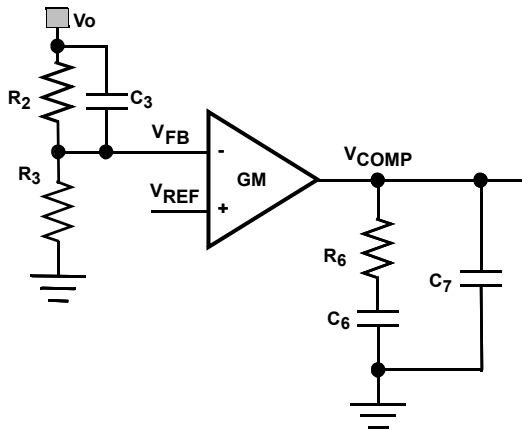 Vo
R2
C3
VFB
R3
VREF
-
GM
+
VCOMP
R6
C7
C6